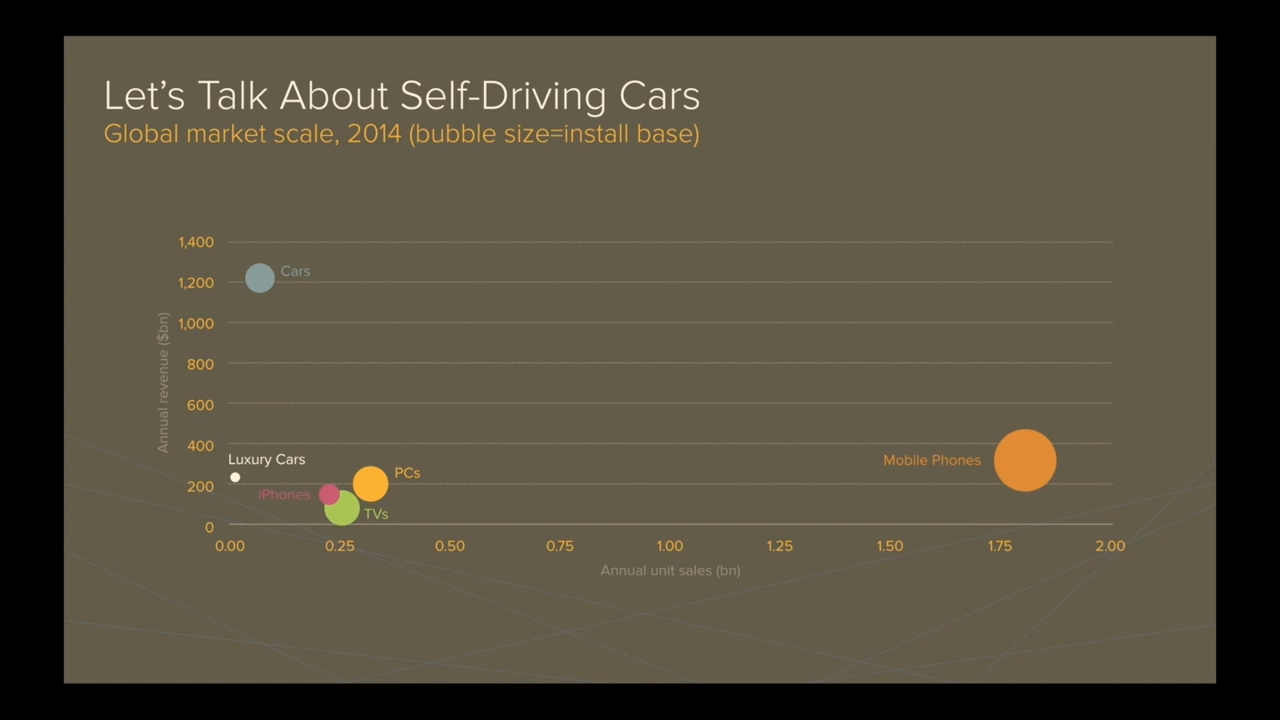 Let's Talk About Self-Driving Cars
Global market scale, 2014 (bubble size=install base)
1,400
Cars
1,200
1,000
Annual revenue ($bn)
800
600
400
Luxury Cars
Mobile Phones
PCs
200
iPhones
TVs
0
0.00 0.25 0.50 0.75 1.00 1.25 1.50 1.75 2.00
Annual unit sales (bn)